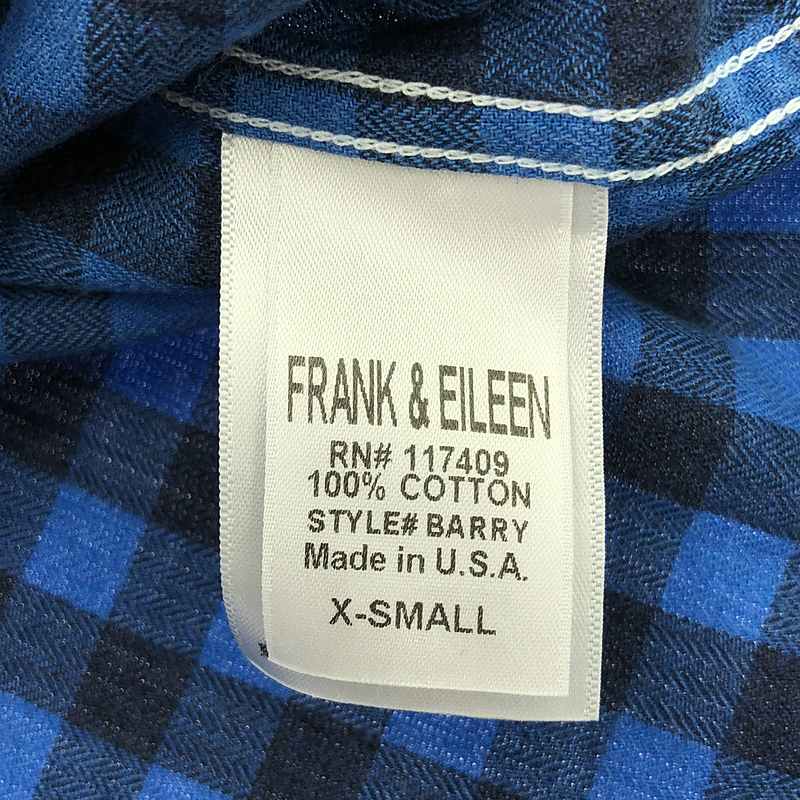 FRANK & EILEEN
RN# 117409
100% COTTON
STYLE# BARRY
Made in U.S.A.
X-SMALL